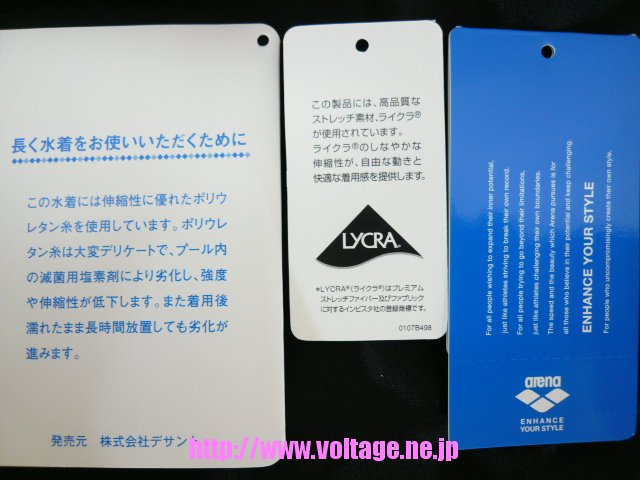 長く水着をお使いいただくために
この水着には伸縮性に優れたポリウ
レタン糸を使用しています。ポリウレ
タン糸は大変デリケートで、プール内
の滅菌用塩素剤により劣化し、強度
や伸縮性が低下します。また着用後
濡れたまま長時間放置しても劣化が
進みます。
発売元 株式会社デサント
この製品には、高品質な
ストレッチ素材、ライクラ®
が使用されています。
ライクラ®のしなやかな
伸縮性が、自由な動きと
快適な着用感を提供します。
LYCRA
*LYCRA®(ライクラ®)はプレミアム
ストレッチファイバー及びファブリック
に対するインビスタ社の登録商標です。
0107B498
For all people wishing to expand their inner potential,
just like athletes striving to break their own record.
For all people trying to go beyond their limitations,
just like athletes challenging their own boundaries.
The speed and the beauty which Arena pursues is for
all those who believe in their potential and keep challenging.
ENHANCE YOUR STYLE
For people who uncompromisingly create their own style.
arena
ENHANCE
YOUR STYLE
http://www.voltage.ne.jp